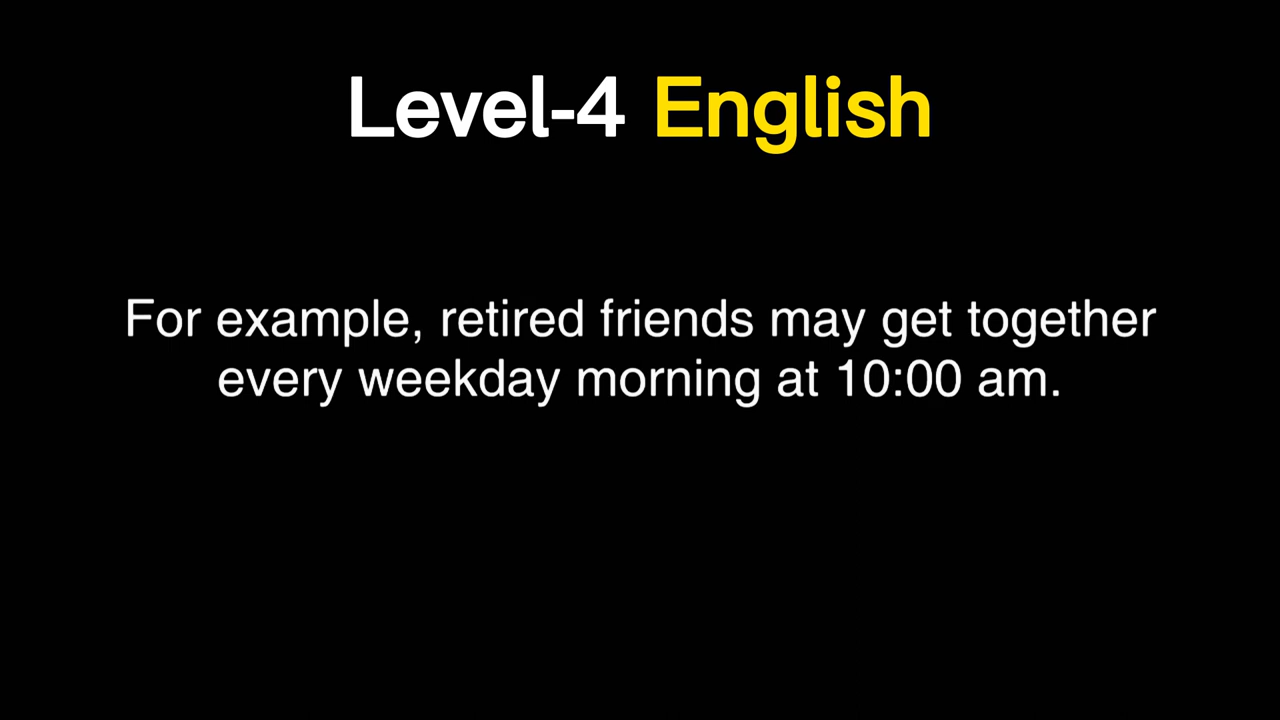 Level-4 English
For example, retired friends may get together
every weekday morning at 10:00 am.